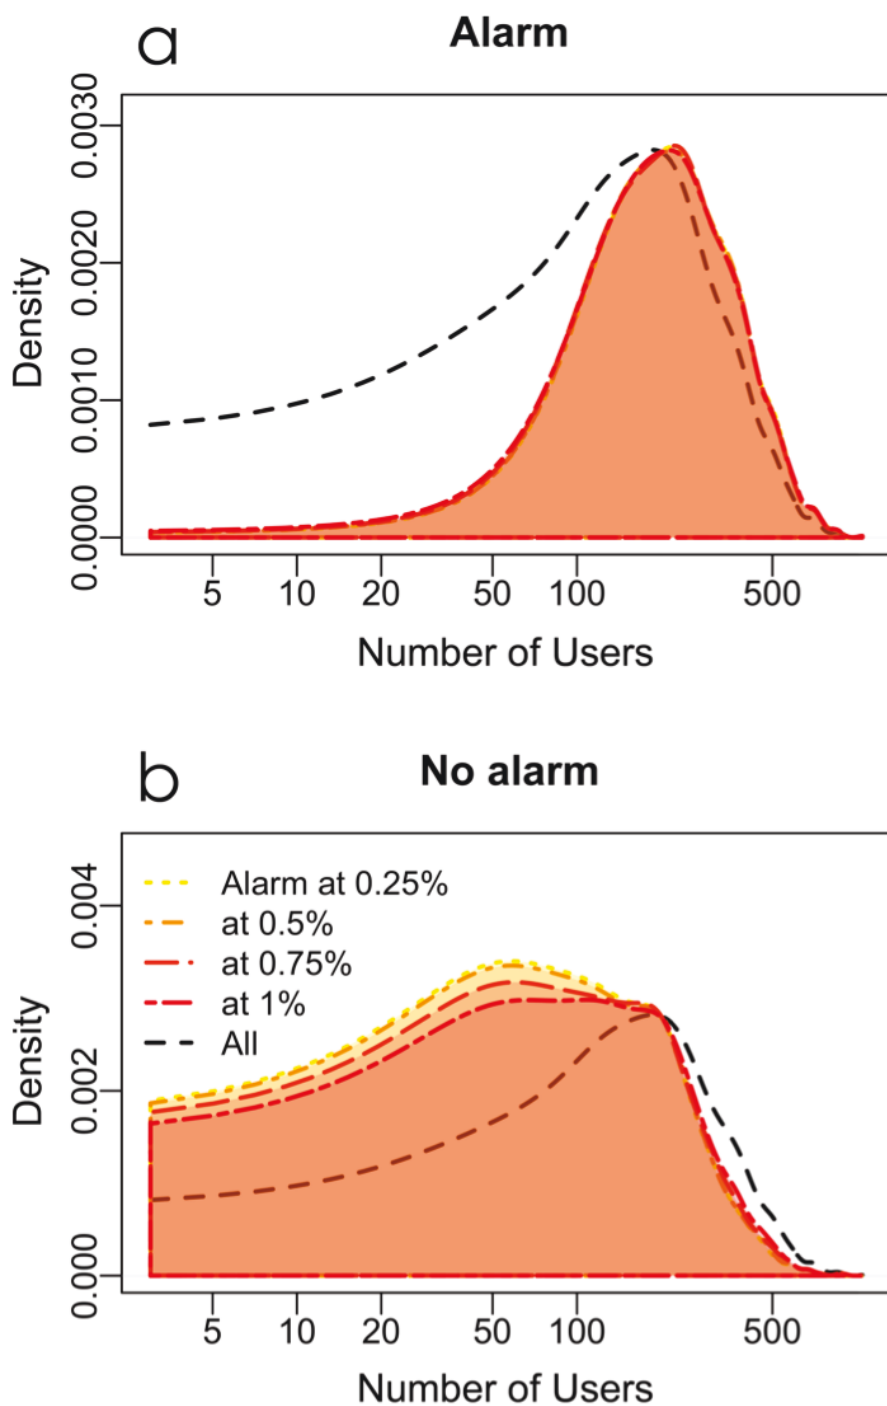 a
Alarm
0.0030
0.0020
0.0010
0.0000
Density
5 10 20 50 100 500
Number of Users
b
No alarm
Alarm at 0.25%
at 0.5%
at 0.75%
at 1%
All
0.004
0.002
0.000
Density
5 10 20 50 100 500
Number of Users